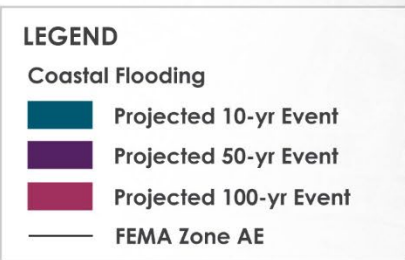 LEGEND
Coastal Flooding
Projected 10-yr Event
Projected 50-yr Event
Projected 100-yr Event
FEMA Zone AE